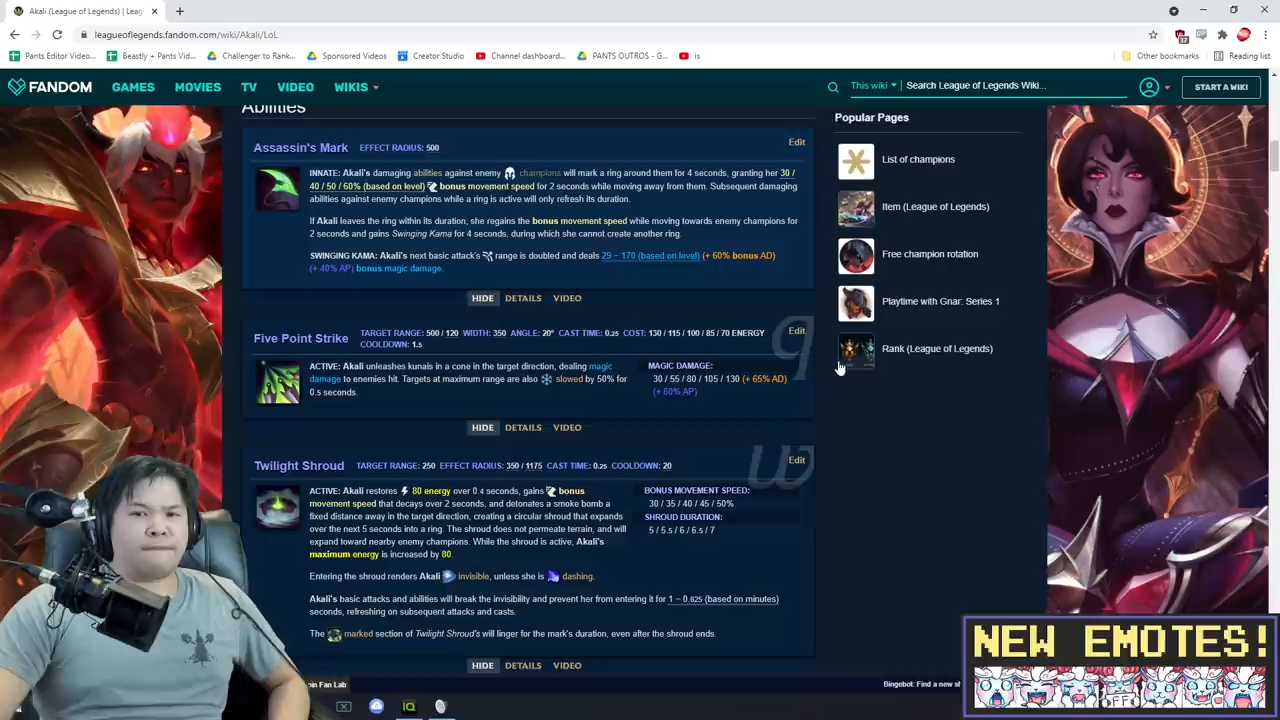 Akali (LoL) | League of Legends | Leag
leagueoflegends.fandom.com/wiki/Akali/LoL
37
Pants Editor Video... Beastly + Pants Vid... Challenger to Rank... Sponsored Videos Creator Studio Channel dashboard... PANTS OUTROS - G... is Other bookmarks Reading list
FANDOM GAMES MOVIES TV VIDEO WIKIS This wiki Search League of Legends Wiki... START A WIKI
Abilities
Assassin's Mark EFFECT RADIUS: 500 Edit
INNATE: Akali's damaging abilities against enemy champions will mark a ring around them for 4 seconds, granting her 30 /
40 / 50 / 60% (based on level) bonus movement speed for 2 seconds while moving away from them. Subsequent damaging
abilities against enemy champions while a ring is active will only refresh its duration.
If Akali leaves the ring within its duration, she regains the bonus movement speed while moving towards enemy champions for
2 seconds and gains Swinging Kama for 4 seconds, during which she cannot create another ring.
SWINGING KAMA: Akali's next basic attack's range is doubled and deals 29 − 170 (based on level) (+ 60% bonus AD)
(+ 40% AP) bonus magic damage.
HIDE DETAILS VIDEO
q
Five Point Strike TARGET RANGE: 500 / 120 WIDTH: 350 ANGLE: 20° CAST TIME: 0.25 COST: 130 / 115 / 100 / 85 / 70 ENERGY
COOLDOWN: 1.5
Edit
ACTIVE: Akali unleashes kunais in a cone in the target direction, dealing magic
damage to enemies hit. Targets at maximum range are also slowed by 50% for
0.5 seconds.
MAGIC DAMAGE:
30 / 55 / 80 / 105 / 130 (+ 65% AD)
(+ 60% AP)
HIDE DETAILS VIDEO
w
Twilight Shroud TARGET RANGE: 250 EFFECT RADIUS: 350 / 1175 CAST TIME: 0.25 COOLDOWN: 20 Edit
ACTIVE: Akali restores 80 energy over 0.4 seconds, gains bonus
movement speed that decays over 2 seconds, and detonates a smoke bomb a
fixed distance away in the target direction, creating a circular shroud that expands
over the next 5 seconds into a ring. The shroud does not permeate terrain, and will
expand toward nearby enemy champions. While the shroud is active, Akali's
maximum energy is increased by 80.
BONUS MOVEMENT SPEED:
30 / 35 / 40 / 45 / 50%
SHROUD DURATION:
5 / 5.5 / 6 / 6.5 / 7
Entering the shroud renders Akali invisible, unless she is dashing.
Akali's basic attacks and abilities will break the invisibility and prevent her from entering it for 1 − 0.625 (based on minutes)
seconds, refreshing on subsequent attacks and casts.
The marked section of Twilight Shroud's will linger for the mark's duration, even after the shroud ends.
HIDE DETAILS VIDEO
Popular Pages
List of champions
Item (League of Legends)
Free champion rotation
Playtime with Gnar: Series 1
Rank (League of Legends)
oin Fan Lab
Bingebot: Find a new sh
NEW EMOTES!